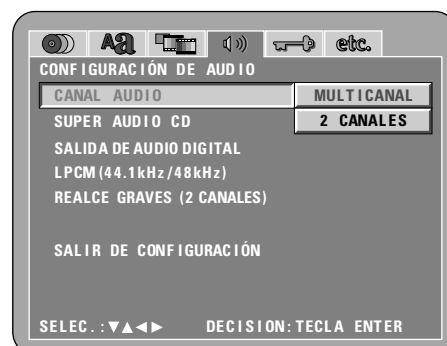 Aa etc.
CONFIGURACIÓN DE AUDIO
CANAL AUDIO MULTICANAL
SUPER AUDIO CD 2 CANALES
SALIDA DE AUDIO DIGITAL
LPCM (44.1kHz/48kHz)
REALCE GRAVES (2 CANALES)
SALIR DE CONFIGURACIÓN
SELEC.:▼▲◀▶ DECISION:TECLA ENTER